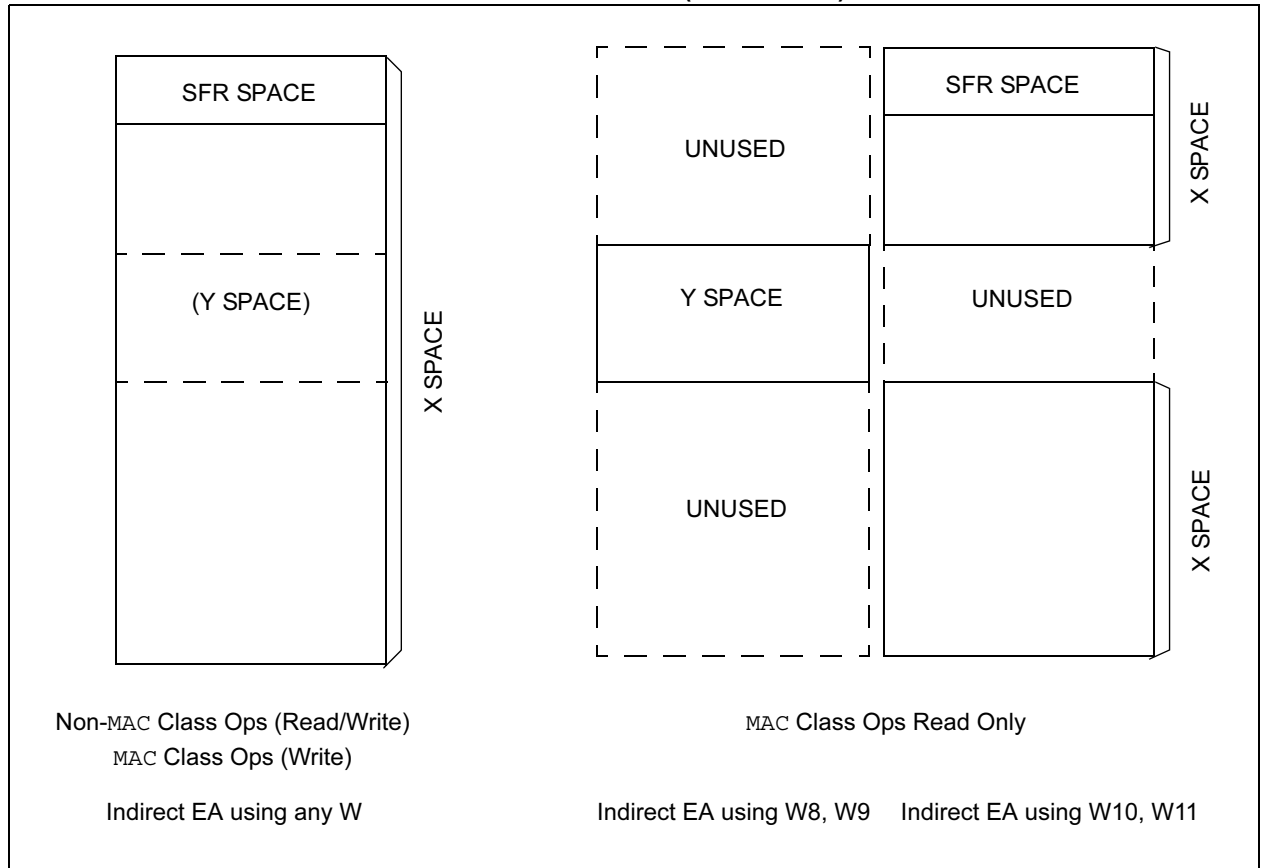 SFR SPACE
(Y SPACE)
X SPACE
Non-MAC Class Ops (Read/Write)
MAC Class Ops (Write)
Indirect EA using any W
UNUSED
Y SPACE
UNUSED
SFR SPACE
X SPACE
UNUSED
X SPACE
MAC Class Ops Read Only
Indirect EA using W8, W9
Indirect EA using W10, W11